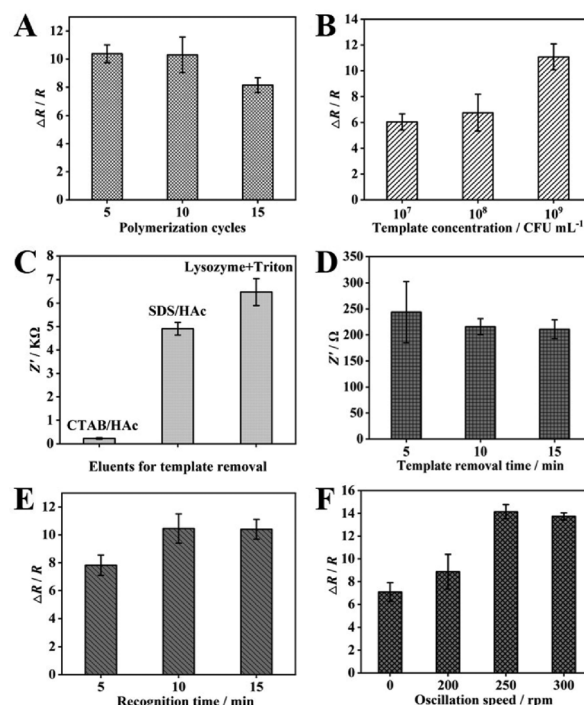 A
12
10
8
6
4
2
0
△R / R
5 10 15
Polymerization cycles
B
14
12
10
8
6
4
2
0
△R / R
10⁷ 10⁸ 10⁹
Template concentration / CFU mL⁻¹
C
8
7
6
5
4
3
2
1
0
Z' / KΩ
Lysozyme+Triton
SDS/HAc
CTAB/HAc
Eluents for template removal
D
350
300
250
200
150
100
50
0
Z' / Ω
5 10 15
Template removal time / min
E
12
10
8
6
4
2
0
△R / R
5 10 15
Recognition time / min
F
16
14
12
10
8
6
4
2
0
△R / R
0 200 250 300
Oscillation speed / rpm